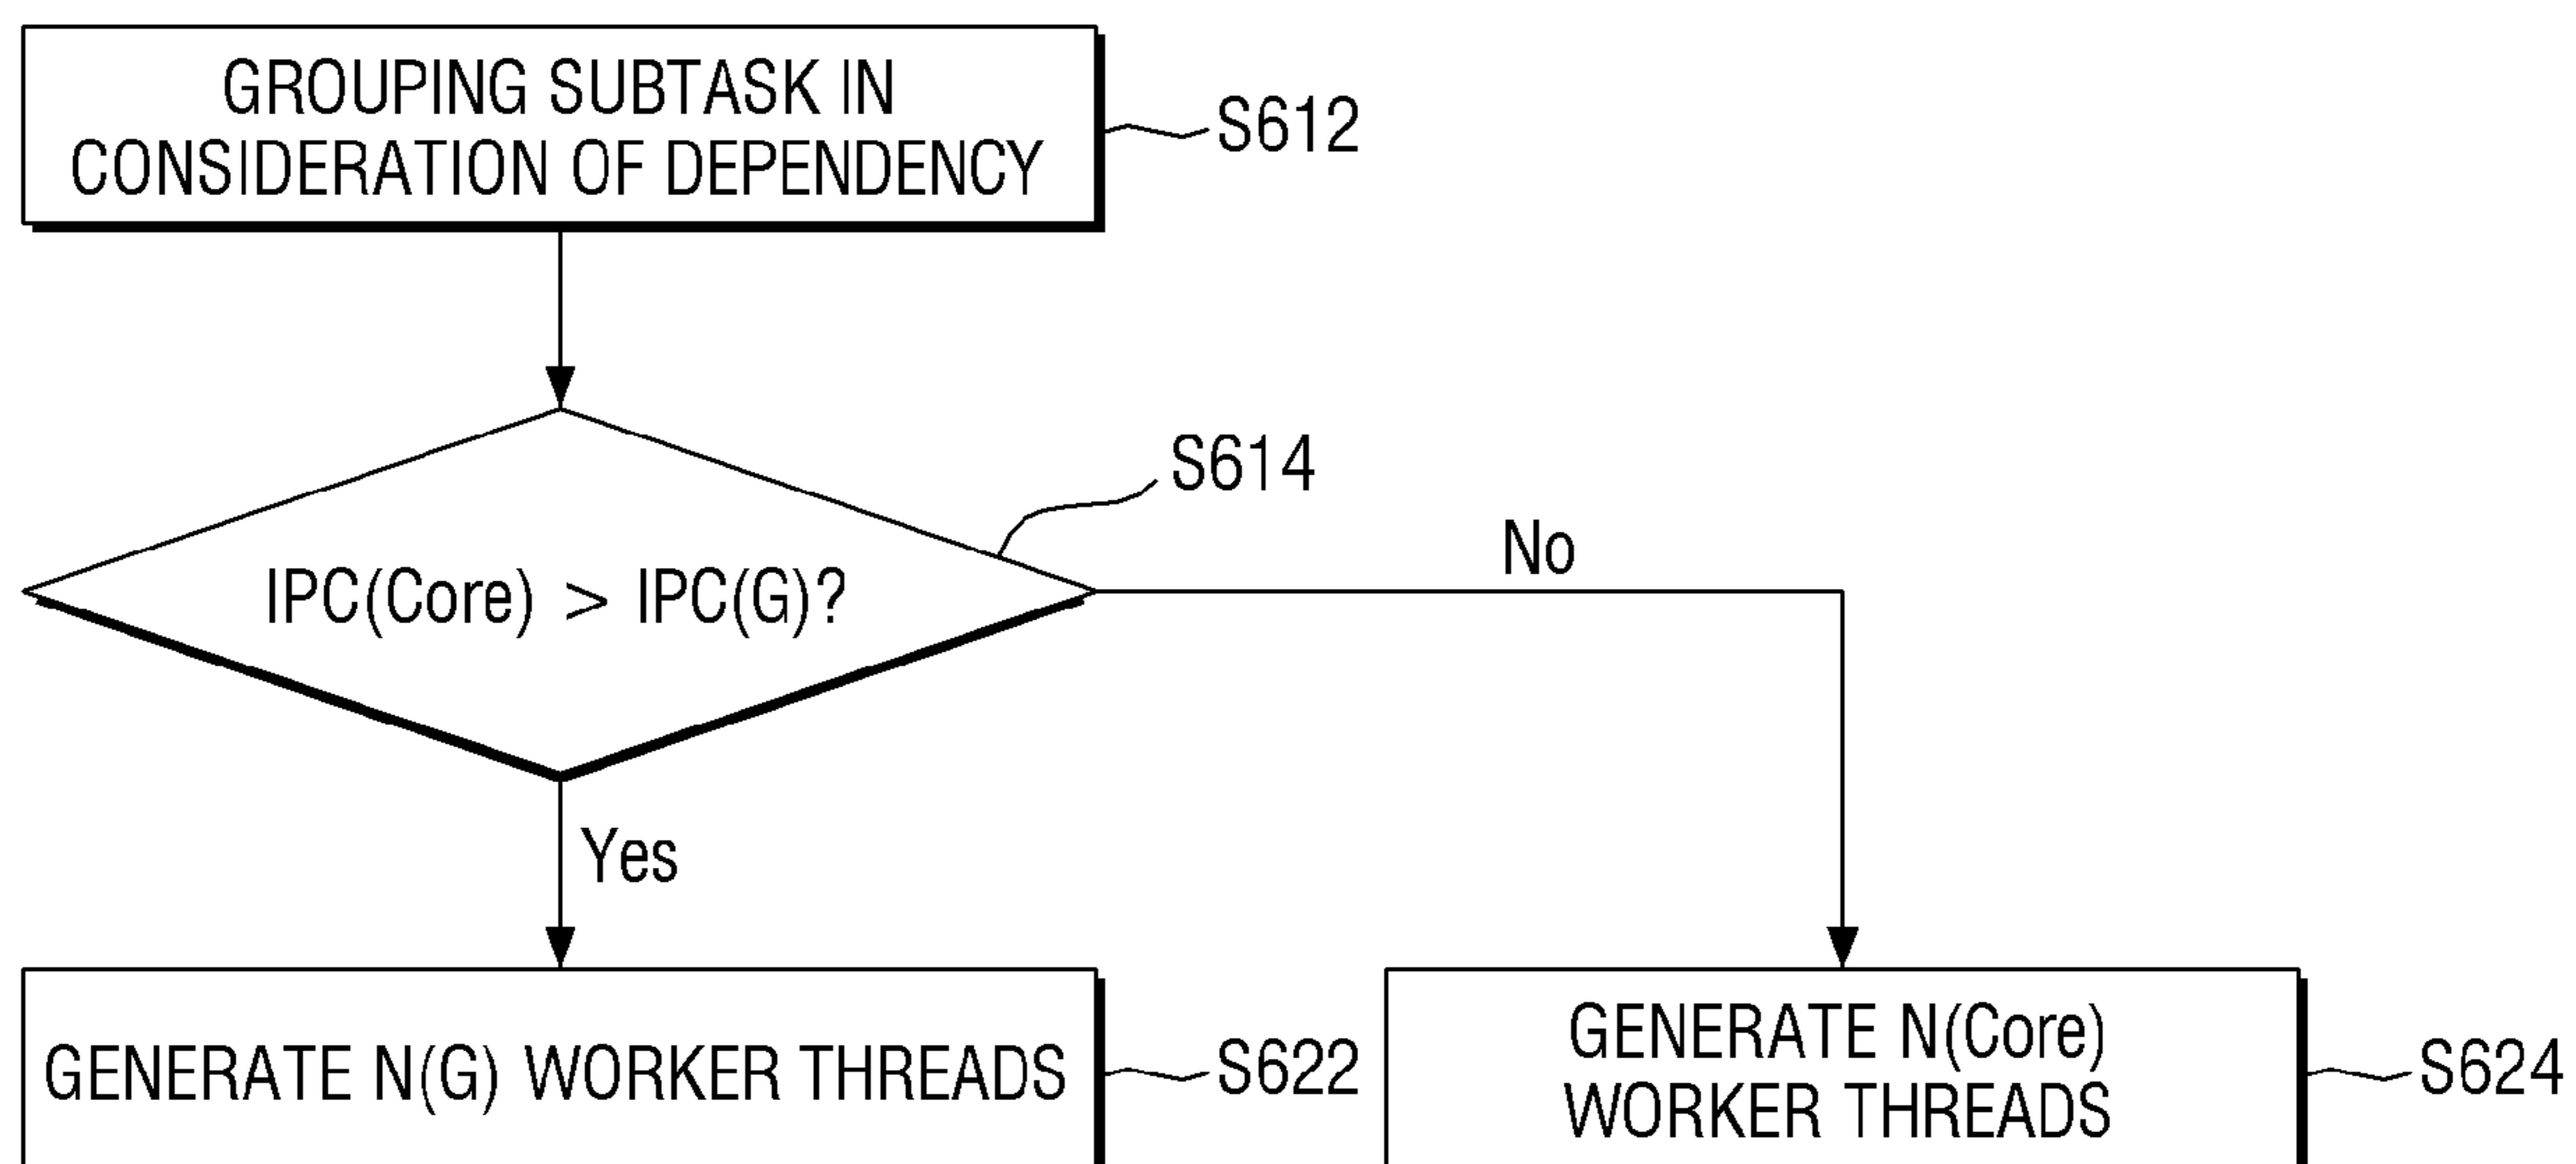 GROUPING SUBTASK IN
CONSIDERATION OF DEPENDENCY
S612
S614
IPC(Core) > IPC(G)?
No
Yes
GENERATE N(G) WORKER THREADS
S622
GENERATE N(Core)
WORKER THREADS
S624